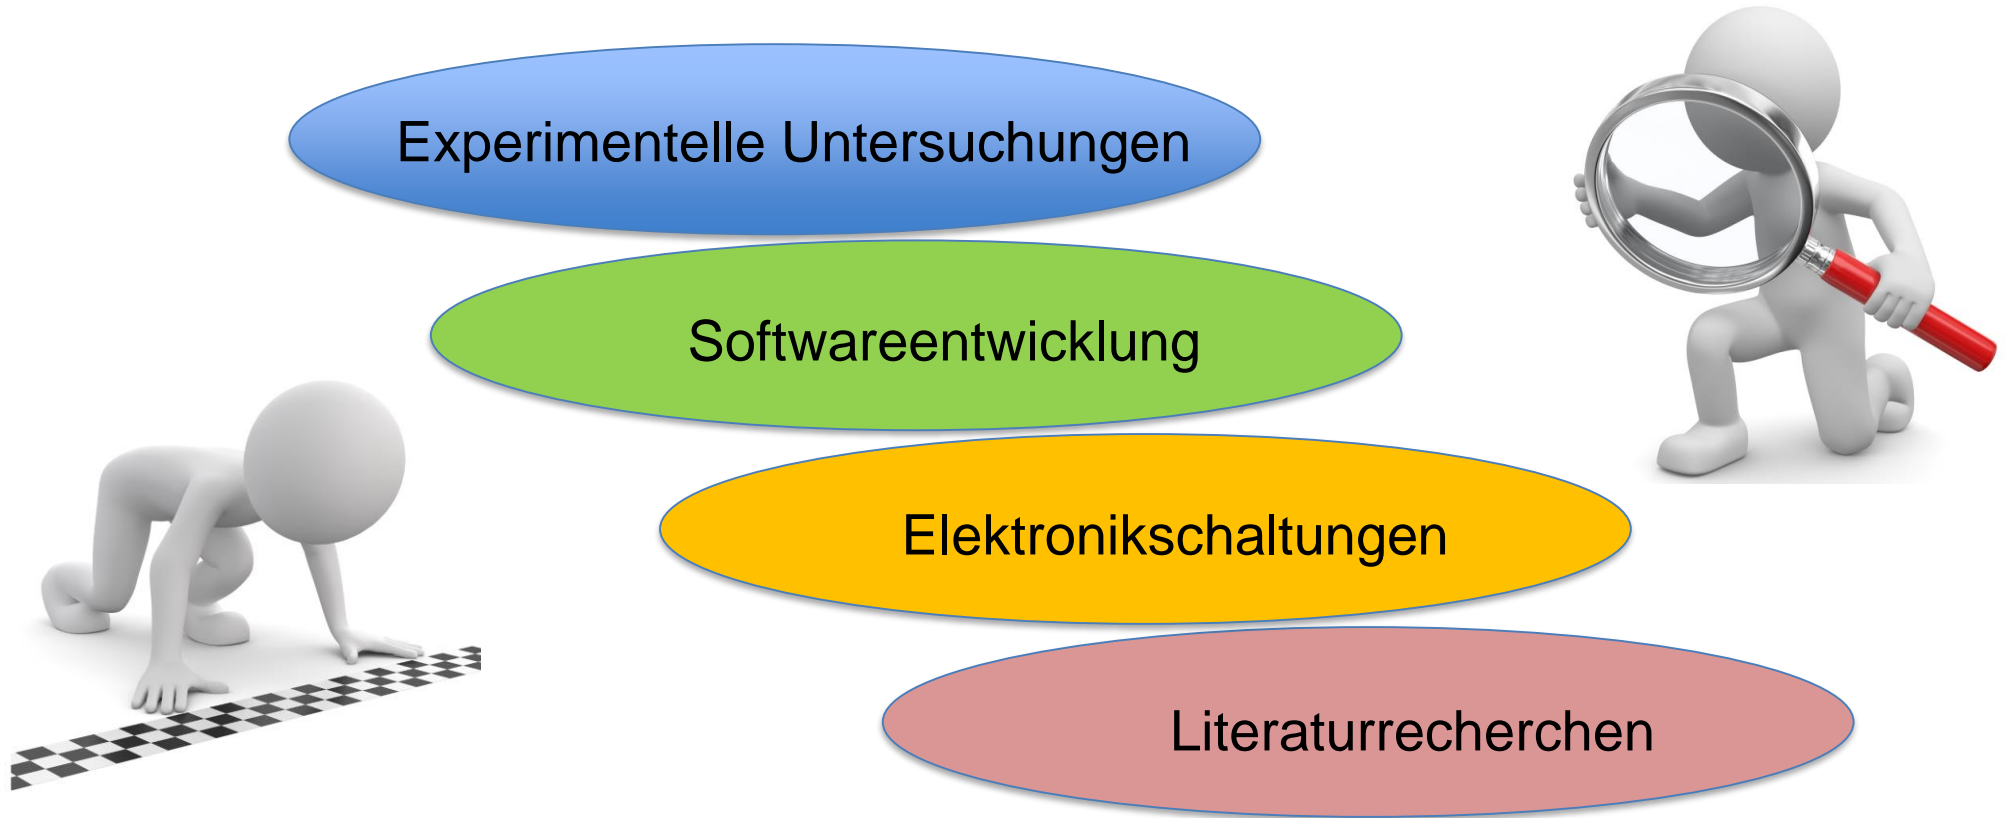 Experimentelle Untersuchungen
Softwareentwicklung
Elektronikschaltungen
Literaturrecherchen